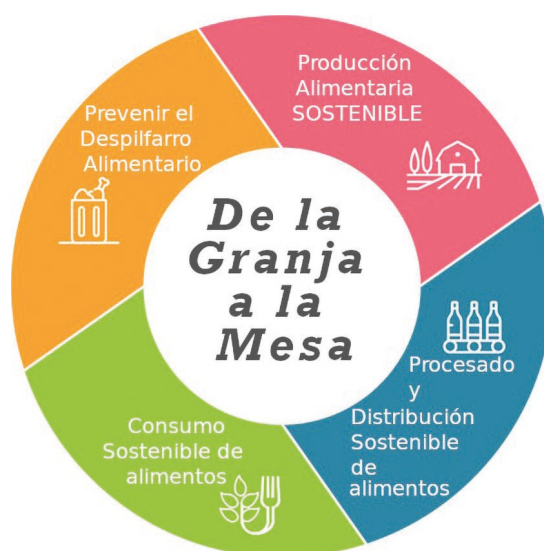 De la
Granja
a la
Mesa
Producción
Alimentaria
SOSTENIBLE
Procesado
y
Distribución
Sostenible
de
alimentos
Consumo
Sostenible de
alimentos
Prevenir el
Despilfarro
Alimentario